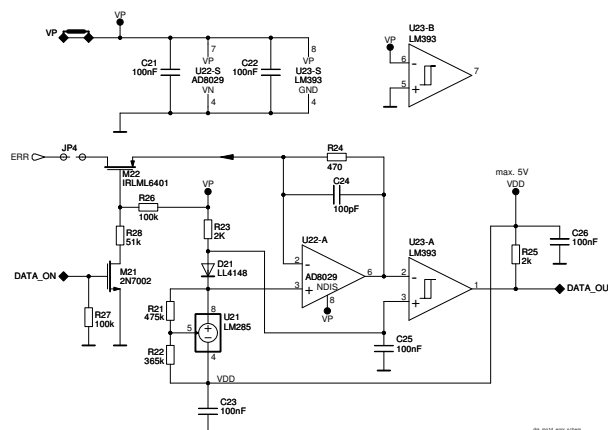 VP
VP
C21
100nF
7
VP
U22-S
AD8029
VN
4
C22
100nF
8
VP
U23-S
LM393
GND
4
U23-B
LM393
VP
6
5
7
ERR
JP4
M22
IRLML6401
R26
100k
R28
51k
DATA_ON
M21
2N7002
R27
100k
VP
R23
2K
D21
LL4148
R21
475k
R22
365k
5
8
U21
LM285
4
VDD
C23
100nF
R24
470
C24
100pF
U22-A
2
3
AD8029
NDIS
6
8
VP
U23-A
LM393
2
3
1
C25
100nF
max. 5V
VDD
R25
2k
C26
100nF
DATA_OU